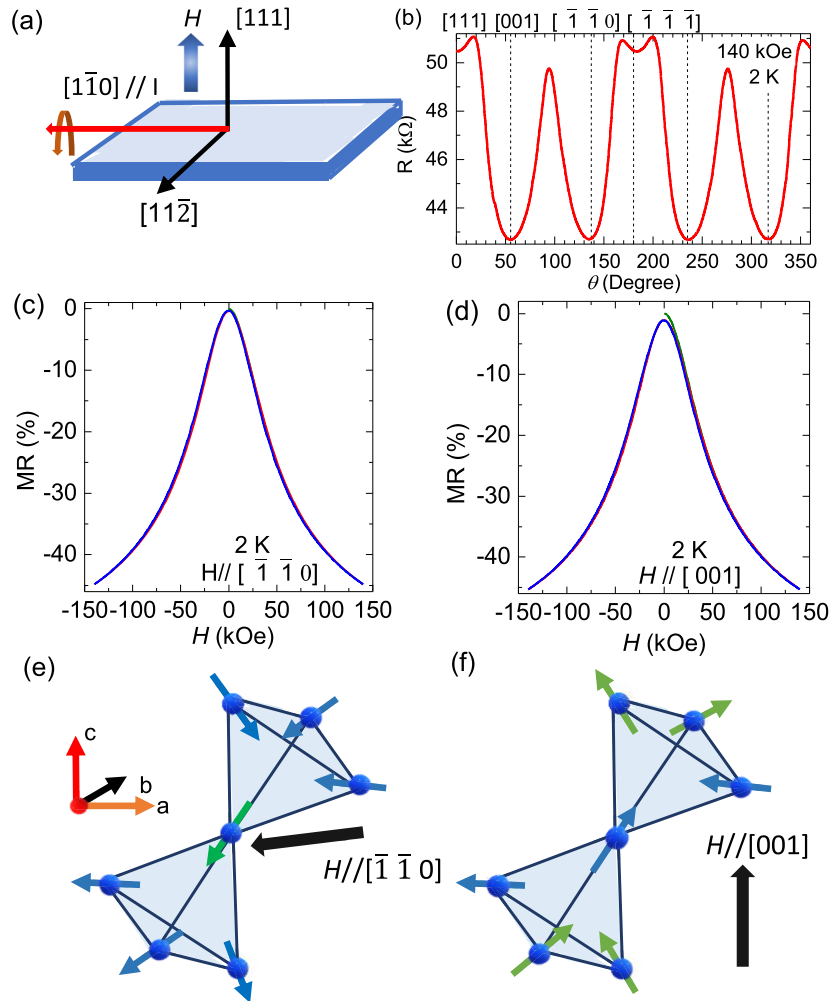 (a)
H
[111]
[11̄0] // I
[112̄]
(b)
[111] [001] [ 1̄ 1̄ 0] [ 1̄ 1̄ 1̄]
140 kOe
2 K
50
48
46
44
R (kΩ)
0 50 100 150 200 250 300 350
θ (Degree)
(c)
0
-10
-20
-30
-40
MR (%)
2 K
H// [ 1̄ 1̄ 0]
-150 -100 -50 0 50 100 150
H (kOe)
(d)
0
-10
-20
-30
-40
MR (%)
2 K
H // [ 001]
-150 -100 -50 0 50 100 150
H (kOe)
(e)
c
b
a
H//[1̄ 1̄ 0]
(f)
H//[001]